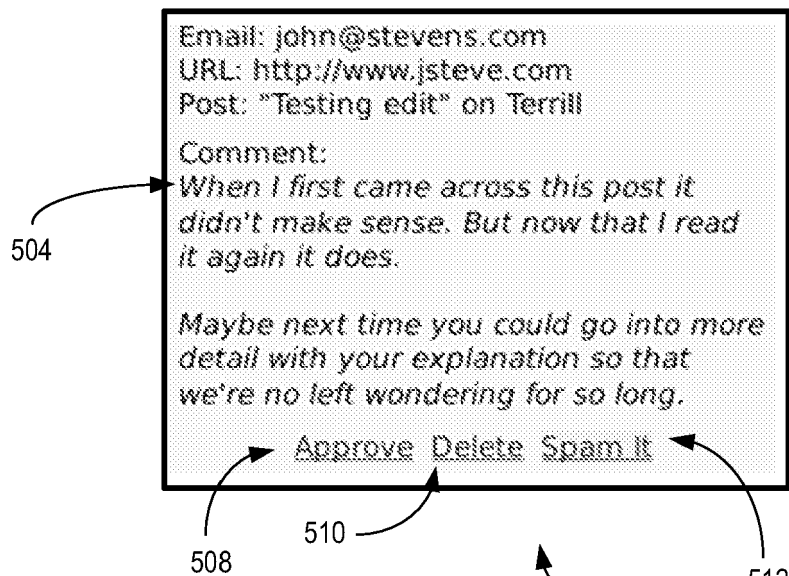 Email: john@stevens.com
URL: http://www.jsteve.com
Post: "Testing edit" on Terrill
Comment:
When I first came across this post it
didn't make sense. But now that I read
it again it does.
Maybe next time you could go into more
detail with your explanation so that
we're no left wondering for so long.
Approve Delete Spam It
504
508
510